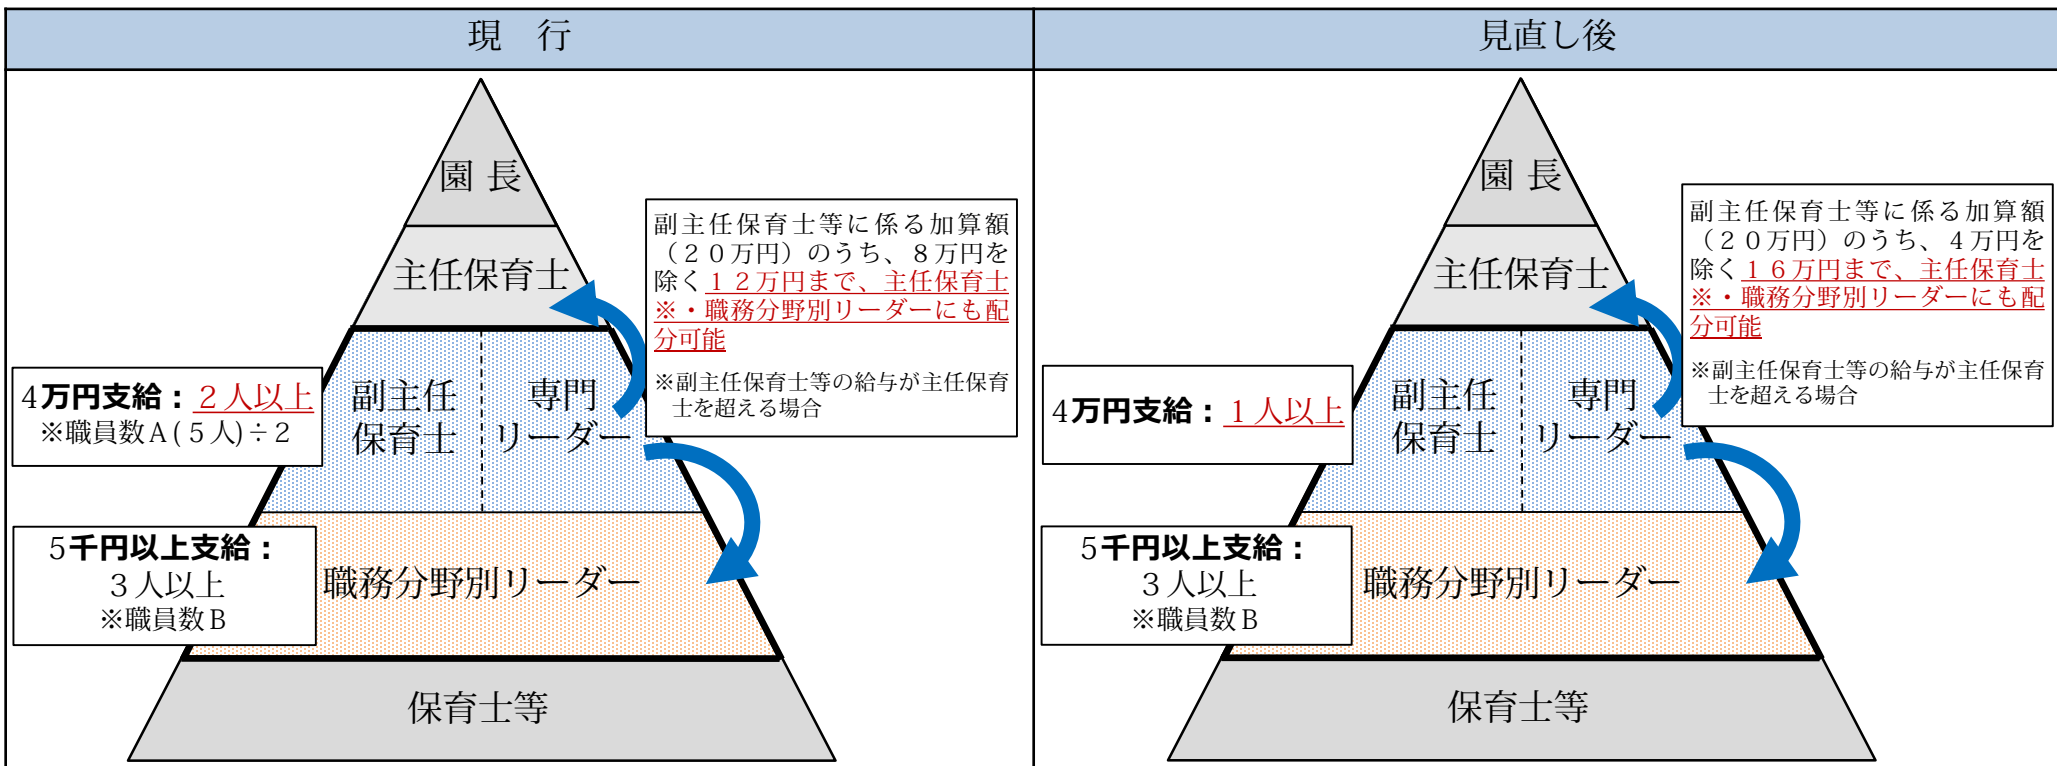 現　行
園 長
主任保育士
副主任保育士等に係る加算額
（２０万円）のうち、８万円を
除く１２万円まで、主任保育士
※・職務分野別リーダーにも配
分可能
※副主任保育士等の給与が主任保育
士を超える場合
4万円支給：２人以上
※職員数Ａ(５人)÷２
副主任
保育士
専門
リーダー
5千円以上支給：
３人以上
※職員数Ｂ
職務分野別リーダー
保育士等
見直し後
園 長
主任保育士
副主任保育士等に係る加算額
（２０万円）のうち、４万円を
除く１６万円まで、主任保育士
※・職務分野別リーダーにも配
分可能
※副主任保育士等の給与が主任保育
士を超える場合
4万円支給：１人以上
副主任
保育士
専門
リーダー
5千円以上支給：
３人以上
※職員数Ｂ
職務分野別リーダー
保育士等